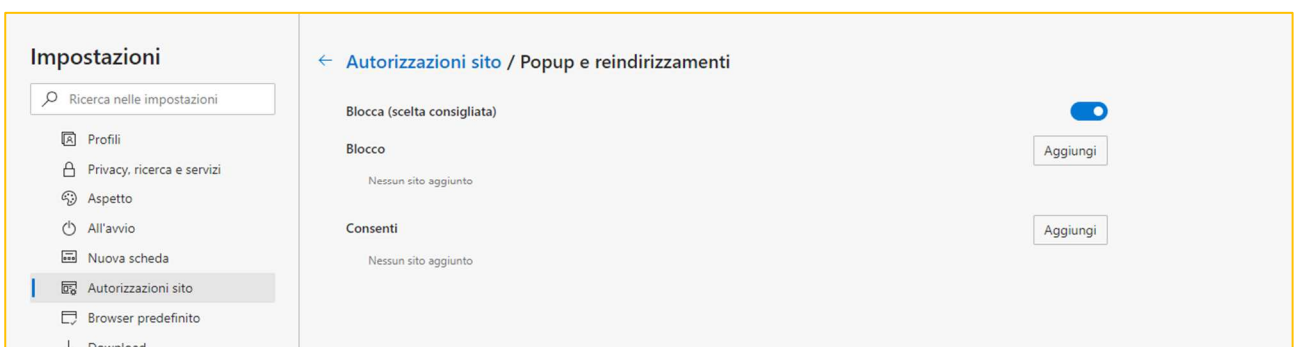 Impostazioni
Ricerca nelle impostazioni
Profili
Privacy, ricerca e servizi
Aspetto
All'avvio
Nuova scheda
Autorizzazioni sito
Browser predefinito
Download
← Autorizzazioni sito / Popup e reindirizzamenti
Blocca (scelta consigliata)
Blocco Aggiungi
Nessun sito aggiunto
Consenti Aggiungi
Nessun sito aggiunto